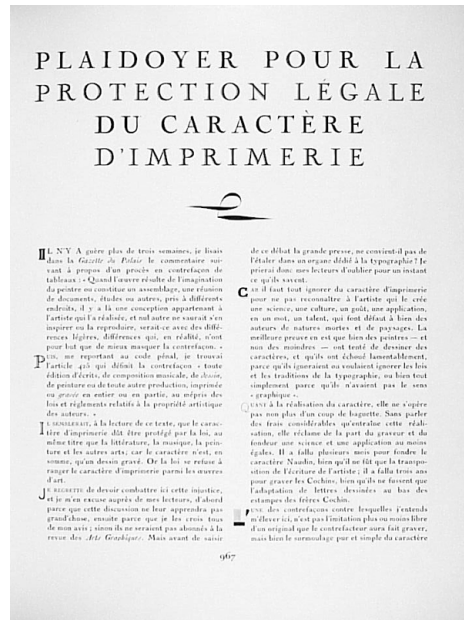 PLAIDOYER POUR LA
PROTECTION LÉGALE
DU CARACTÈRE
D'IMPRIMERIE
IL N'Y A guère plus de trois semaines, je lisais
dans la Gazette du Palais le commentaire sui-
vant à propos d'un procès en contrefaçon de
tableaux : « Quand l'œuvre résulte de l'imagination
du peintre ou constitue un assemblage, une réunion
de documents, études ou autres, pris à différents
endroits, il y a là une conception appartenant à
l'artiste qui l'a réalisée, et nul autre ne saurait s'en
inspirer ou la reproduire, serait-ce avec des diffé-
rences légères, différences qui, en réalité, n'ont
pour but que de mieux masquer la contrefaçon. »
PUIS, me reportant au code pénal, je trouvai
l'article 425 qui définit la contrefaçon « toute
édition d'écrits, de composition musicale, de dessin,
de peinture ou de toute autre production, imprimée
ou gravée en entier ou en partie, au mépris des
lois et règlements relatifs à la propriété artistique
des auteurs. »
IL SEMBLERAIT, à la lecture de ce texte, que le carac-
tère d'imprimerie dût être protégé par la loi, au
même titre que la littérature, la musique, la pein-
ture et les autres arts; car le caractère n'est, en
somme, qu'un dessin gravé. Or la loi se refuse à
ranger le caractère d'imprimerie parmi les œuvres
d'art.
JE REGRETTE de devoir combattre ici cette injustice,
et je m'en excuse auprès de mes lecteurs, d'abord
parce que cette discussion ne leur apprendra pas
grand'chose, ensuite parce que je les crois tous
de mon avis ; sinon ils ne seraient pas abonnés à la
revue des Arts Graphiques. Mais avant de saisir
de ce débat la grande presse, ne convient-il pas de
l'étaler dans un organe dédié à la typographie ? Je
prierai donc mes lecteurs d'oublier pour un instant
ce qu'ils savent.
CAR il faut tout ignorer du caractère d'imprimerie
pour ne pas reconnaître à l'artiste qui le crée
une science, une culture, un goût, une application,
en un mot, un talent, qui font défaut à bien des
auteurs de natures mortes et de paysages. La
meilleure preuve en est que bien des peintres — et
non des moindres — ont tenté de dessiner des
caractères, et qu'ils ont échoué lamentablement,
parce qu'ils ignoraient ou voulaient ignorer les lois
et les traditions de la typographie, ou bien tout
simplement parce qu'ils n'avaient pas le sens
« graphique ».
QUANT à la réalisation du caractère, elle ne s'opère
pas non plus d'un coup de baguette. Sans parler
des frais considérables qu'entraîne cette réali-
sation, elle réclame de la part du graveur et du
fondeur une science et une application au moins
égales. Il a fallu plusieurs mois pour fondre le
caractère Naudin, bien qu'il ne fût que la transpo-
sition de l'écriture de l'artiste ; il a fallu trois ans
pour graver les Cochins, bien qu'ils ne fussent que
l'adaptation de lettres dessinées au bas des
estampes des frères Cochin.
L'UNE des contrefaçons contre lesquelles j'entends
m'élever ici, n'est pas l'imitation plus ou moins libre
d'un original que le contrefacteur aura fait graver,
mais bien le surmoulage pur et simple du caractère
967